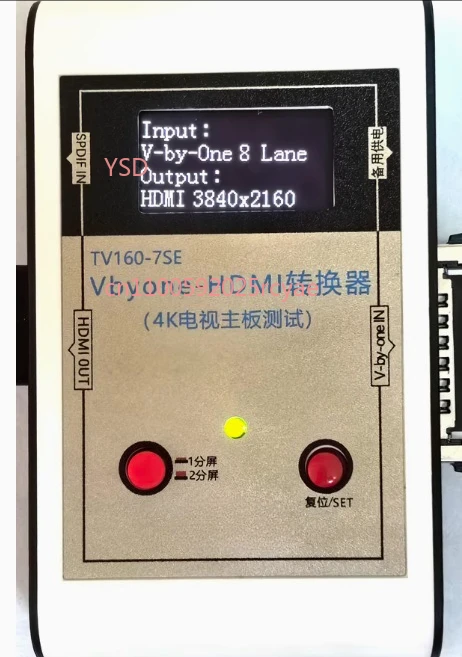 Input:
V-by-One 8 Lane
Output:
HDMI 3840x2160
YSD
SPDIF IN
备用供电
TV160-7SE
Vbyone-HDMI转换器
(4K电视主板测试)
HDMI OUT
V-by-one IN
1分屏
2分屏
复位/SET